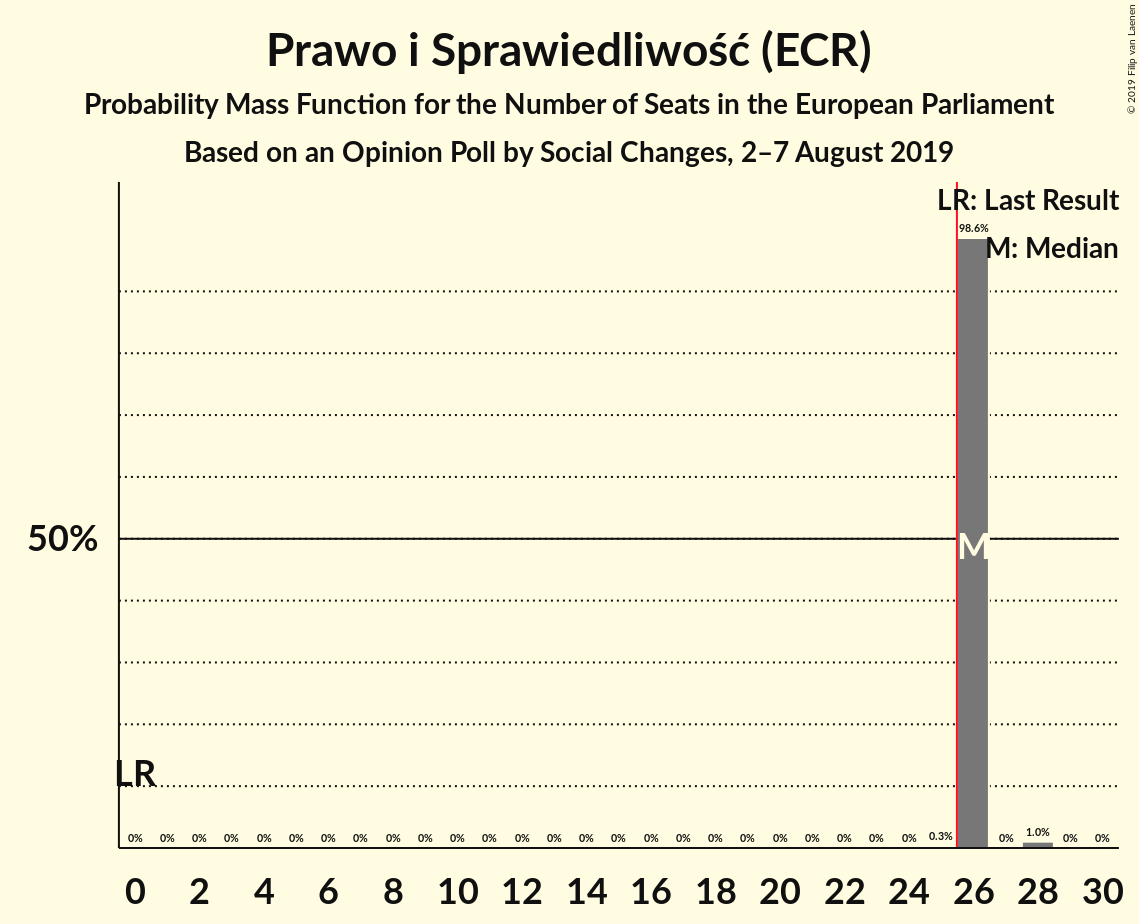 Prawo i Sprawiedliwość (ECR)
Probability Mass Function for the Number of Seats in the European Parliament
Based on an Opinion Poll by Social Changes, 2–7 August 2019
© 2019 Filip van Laenen
LR: Last Result
98.6%
M: Median
50%
M
LR
0% 0% 0% 0% 0% 0% 0% 0% 0% 0% 0% 0% 0% 0% 0% 0% 0% 0% 0% 0% 0% 0% 0% 0% 0% 0.3% 0% 1.0% 0% 0%
0 2 4 6 8 10 12 14 16 18 20 22 24 26 28 30